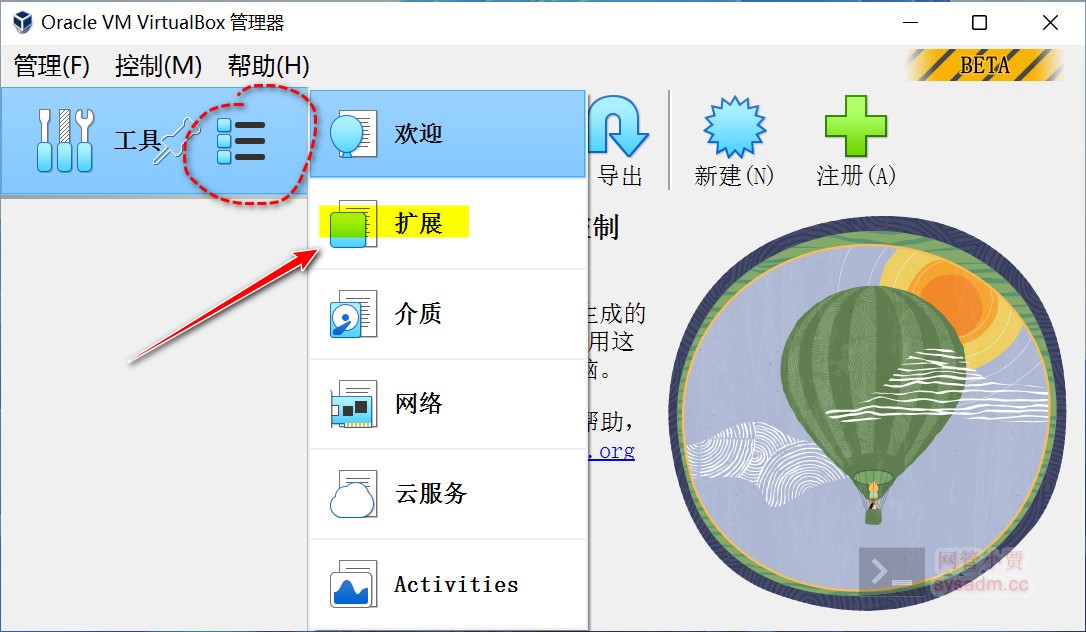 Oracle VM VirtualBox 管理器
管理(F) 控制(M) 帮助(H)
BETA
工具
欢迎
导出
新建(N)
注册(A)
扩展
制
介质
生成的
用这
脑。
网络
帮助，
.org
云服务
Activities
网管小贾
sysadm.cc